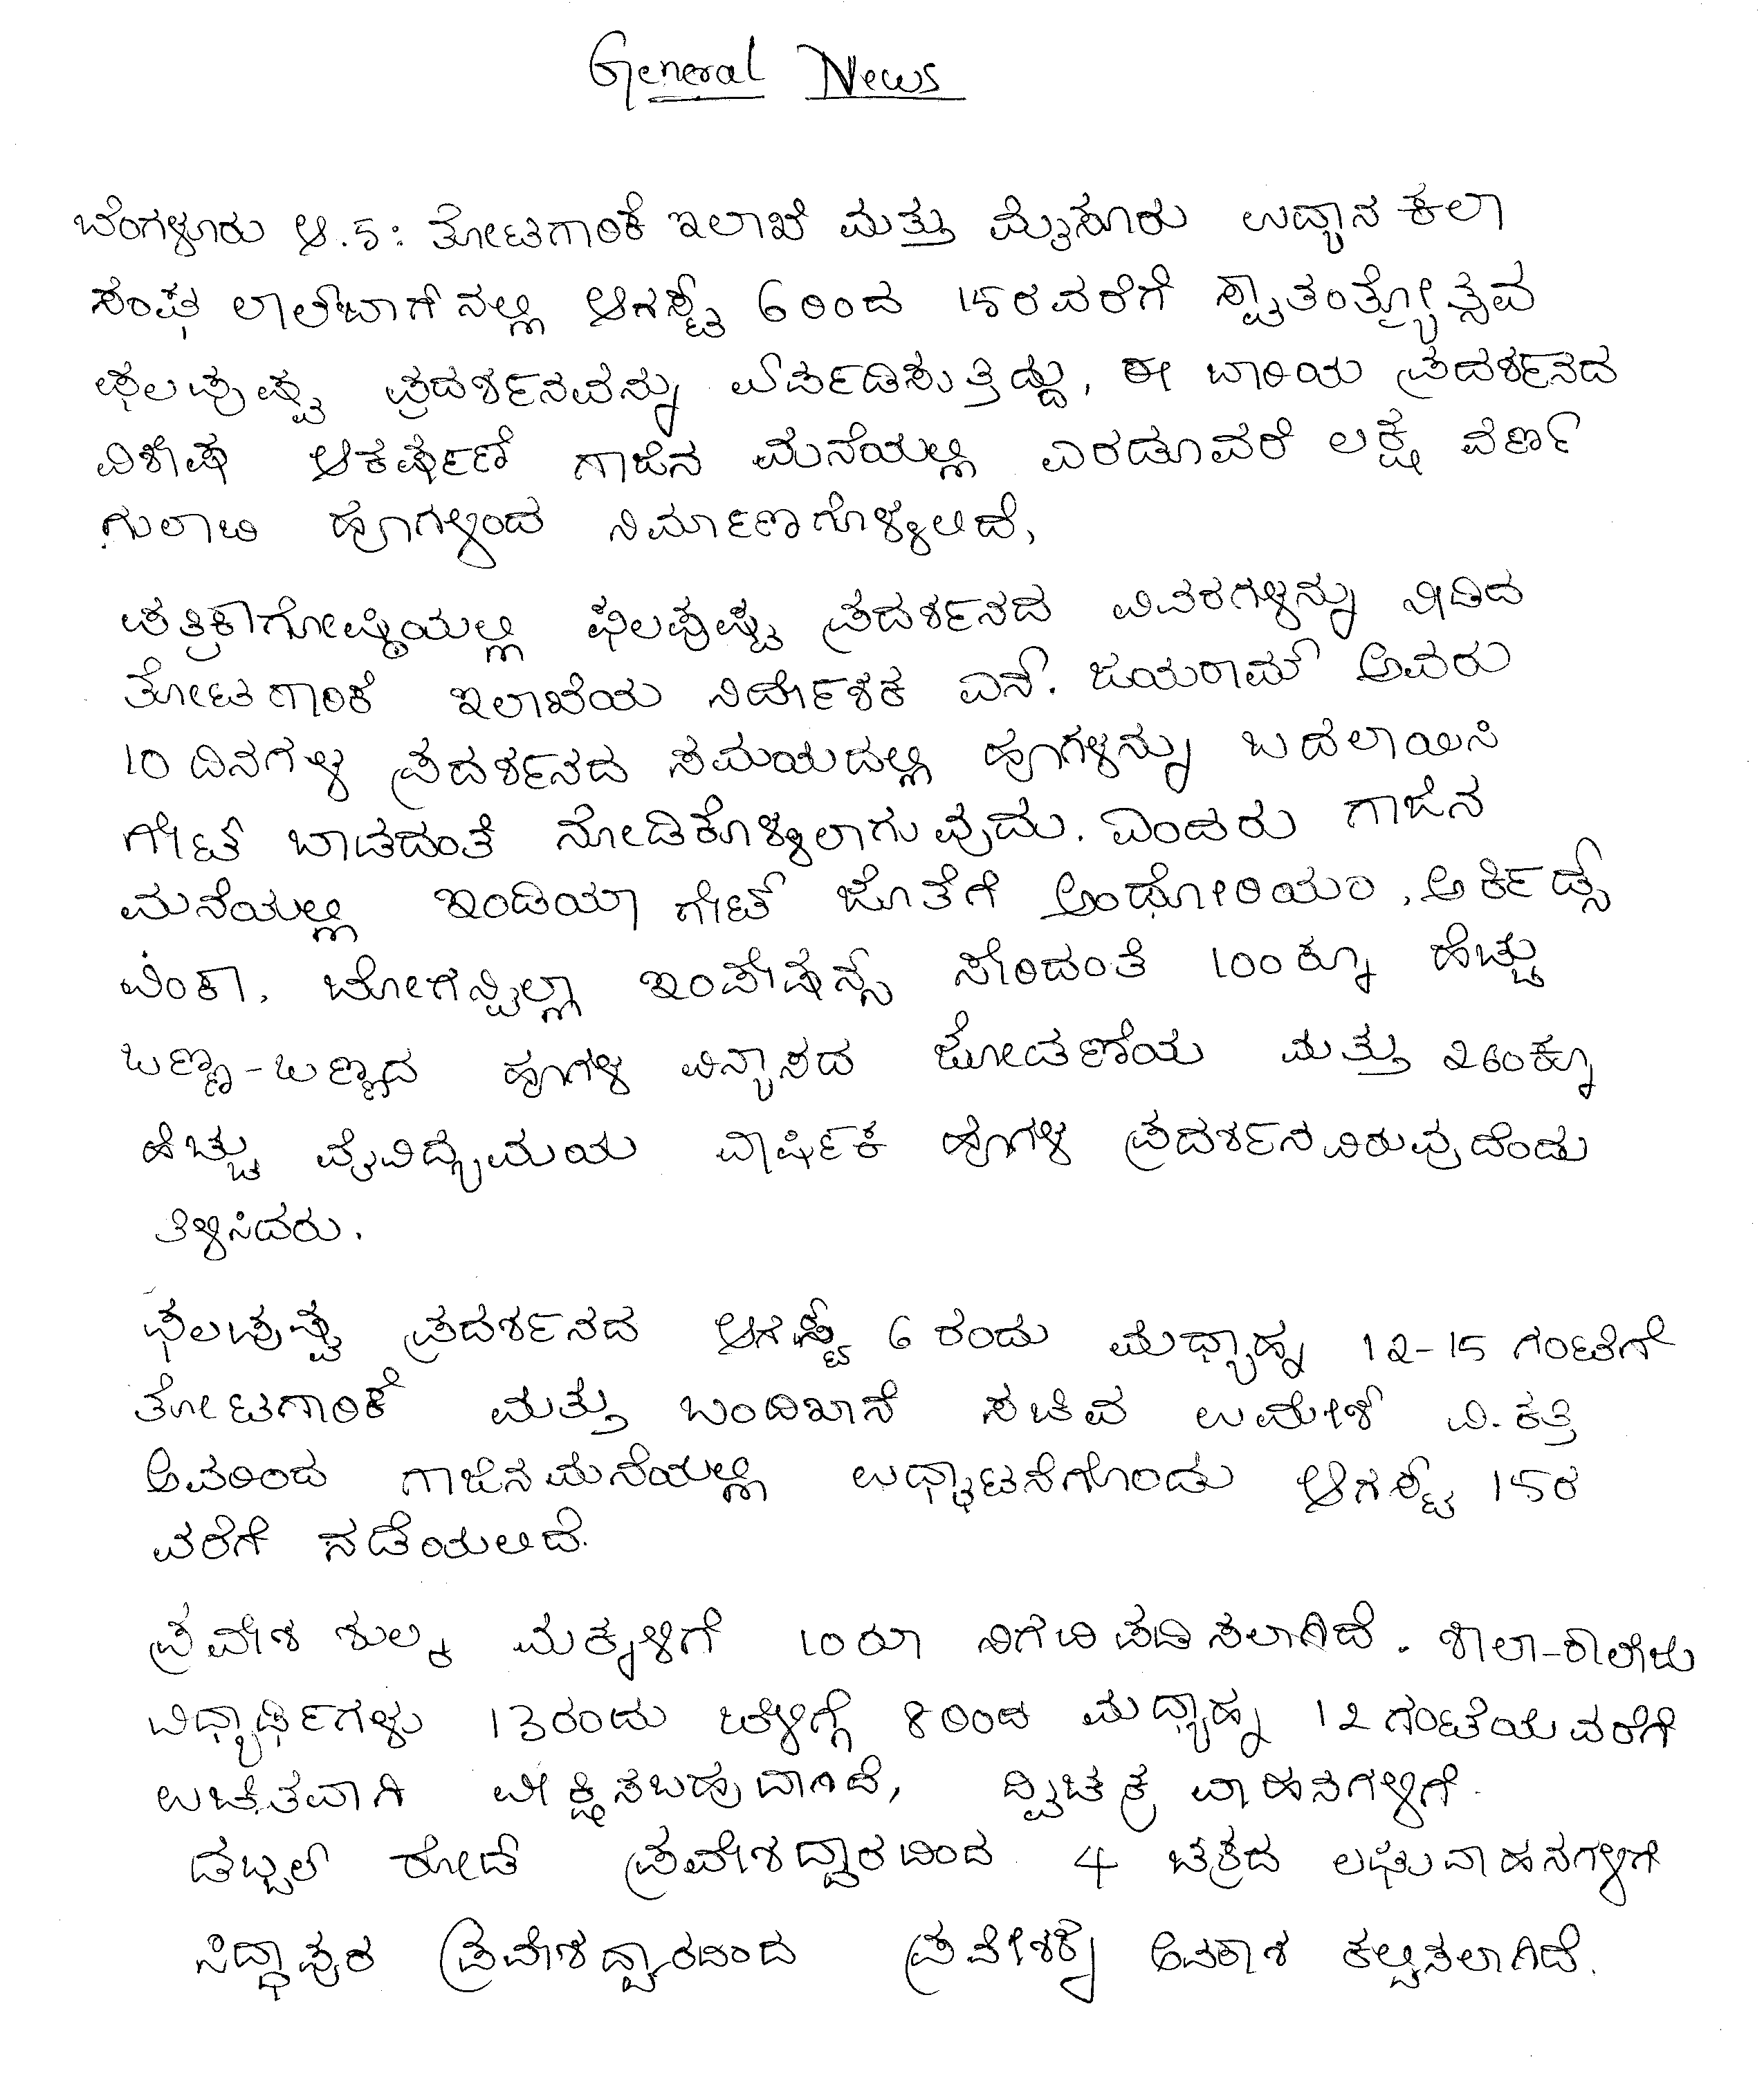 General News
ಬೆಂಗಳೂರು ಆ.5: ತೋಟಗಾರಿಕೆ ಇಲಾಖೆ ಮತ್ತು ಮೈಸೂರು ಉದ್ಯಾನ ಕಲಾ
ಸಂಘ ಲಾಲ್‌ಬಾಗ್ ನಲ್ಲಿ ಆಗಸ್ಟ್ 6 ರಿಂದ 15ರವರೆಗೆ ಸ್ವಾತಂತ್ರ್ಯೋತ್ಸವ
ಫಲಪುಷ್ಪ ಪ್ರದರ್ಶನವನ್ನು ಏರ್ಪಡಿಸುತ್ತಿದ್ದು, ಈ ಬಾರಿಯ ಪ್ರದರ್ಶನದ
ವಿಶೇಷ ಆಕರ್ಷಣೆ ಗಾಜಿನ ಮನೆಯಲ್ಲಿ ಎರಡೂವರೆ ಲಕ್ಷ ವರ್ಣ
ಗುಲಾಬಿ ಹೂಗಳಿಂದ ನಿರ್ಮಾಣಗೊಳ್ಳಲಿದೆ,
ಪತ್ರಿಕಾಗೋಷ್ಠಿಯಲ್ಲಿ ಫಲಪುಷ್ಪ ಪ್ರದರ್ಶನದ ವಿವರಗಳನ್ನು ನೀಡಿದ
ತೋಟಗಾರಿಕೆ ಇಲಾಖೆಯ ನಿರ್ದೇಶಕ ಎನ್. ಜಯರಾಮ್ ಅವರು
10 ದಿನಗಳ ಪ್ರದರ್ಶನದ ಸಮಯದಲ್ಲಿ ಹೂಗಳನ್ನು ಬದಲಾಯಿಸಿ
ಗೇಟ್ ಬಾಡದಂತೆ ನೋಡಿಕೊಳ್ಳಲಾಗುವುದು. ಎಂದರು ಗಾಜಿನ
ಮನೆಯಲ್ಲಿ ಇಂಡಿಯಾ ಗೇಟ್ ಜೊತೆಗೆ ಅಂಥೋರಿಯಂ, ಆರ್ಕಿಡ್ಸ್
ವಿಂಕಾ, ಬೋಗನ್ವಿಲ್ಲಾ ಇಂಪೇಷನ್ಸ್ ಸೇರಿದಂತೆ 100ಕ್ಕೂ ಹೆಚ್ಚು
ಬಣ್ಣ-ಬಣ್ಣದ ಹೂಗಳ ವಿನ್ಯಾಸದ ಜೋಡಣೆಯ ಮತ್ತು 260ಕ್ಕೂ
ಹೆಚ್ಚು ವೈವಿಧ್ಯಮಯ ವಾರ್ಷಿಕ ಹೂಗಳ ಪ್ರದರ್ಶನವಿರುವುದೆಂದು
ತಿಳಿಸಿದರು.
ಫಲಪುಷ್ಪ ಪ್ರದರ್ಶನದ ಆಗಸ್ಟ್ 6 ರಂದು ಮಧ್ಯಾಹ್ನ 12-15 ಗಂಟೆಗೆ
ತೋಟಗಾರಿಕೆ ಮತ್ತು ಬಂದಿಖಾನೆ ಸಚಿವ ಉಮೇಶ್ ವಿ. ಕತ್ತಿ
ಅವರಿಂದ ಗಾಜಿನಮನೆಯಲ್ಲಿ ಉದ್ಘಾಟನೆಗೊಂಡು ಆಗಸ್ಟ್ 15ರ
ವರೆಗೆ ನಡೆಯಲಿದೆ.
ಪ್ರವೇಶ ಶುಲ್ಕ ಮಕ್ಕಳಿಗೆ 10ರೂ ನಿಗದಿಪಡಿಸಲಾಗಿದೆ. ಶಾಲಾ-ಕಾಲೇಜು
ವಿದ್ಯಾರ್ಥಿಗಳು 13ರಂದು ಬೆಳಿಗ್ಗೆ 8 ರಿಂದ ಮಧ್ಯಾಹ್ನ 12ಗಂಟೆಯವರೆಗೆ
ಉಚಿತವಾಗಿ ವೀಕ್ಷಿಸಬಹುದಾಗಿದೆ, ದ್ವಿಚಕ್ರ ವಾಹನಗಳಿಗೆ.
ಡಬ್ಬಲ್ ರೋಡ್ ಪ್ರವೇಶದ್ವಾರದಿಂದ 4 ಚಕ್ರದ ಲಘುವಾಹನಗಳಿಗೆ
ಸಿದ್ಧಾಪುರ ಪ್ರವೇಶದ್ವಾರದಿಂದ ಪ್ರವೇಶಕ್ಕೆ ಅವಕಾಶ ಕಲ್ಪಿಸಲಾಗಿದೆ.